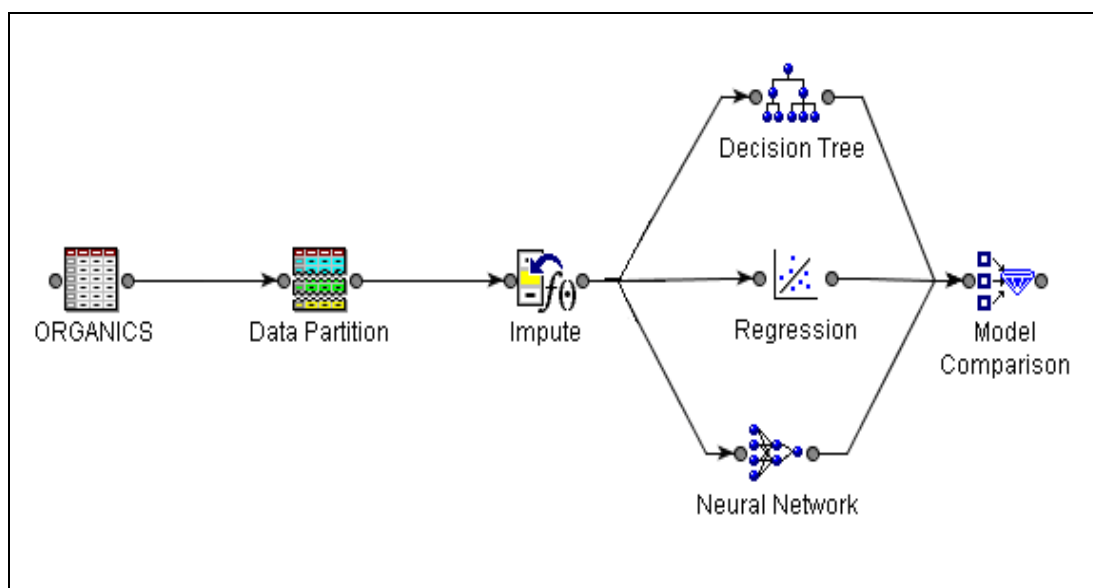 Decision Tree
ORGANICS
Data Partition
Impute
Regression
Model
Comparison
Neural Network